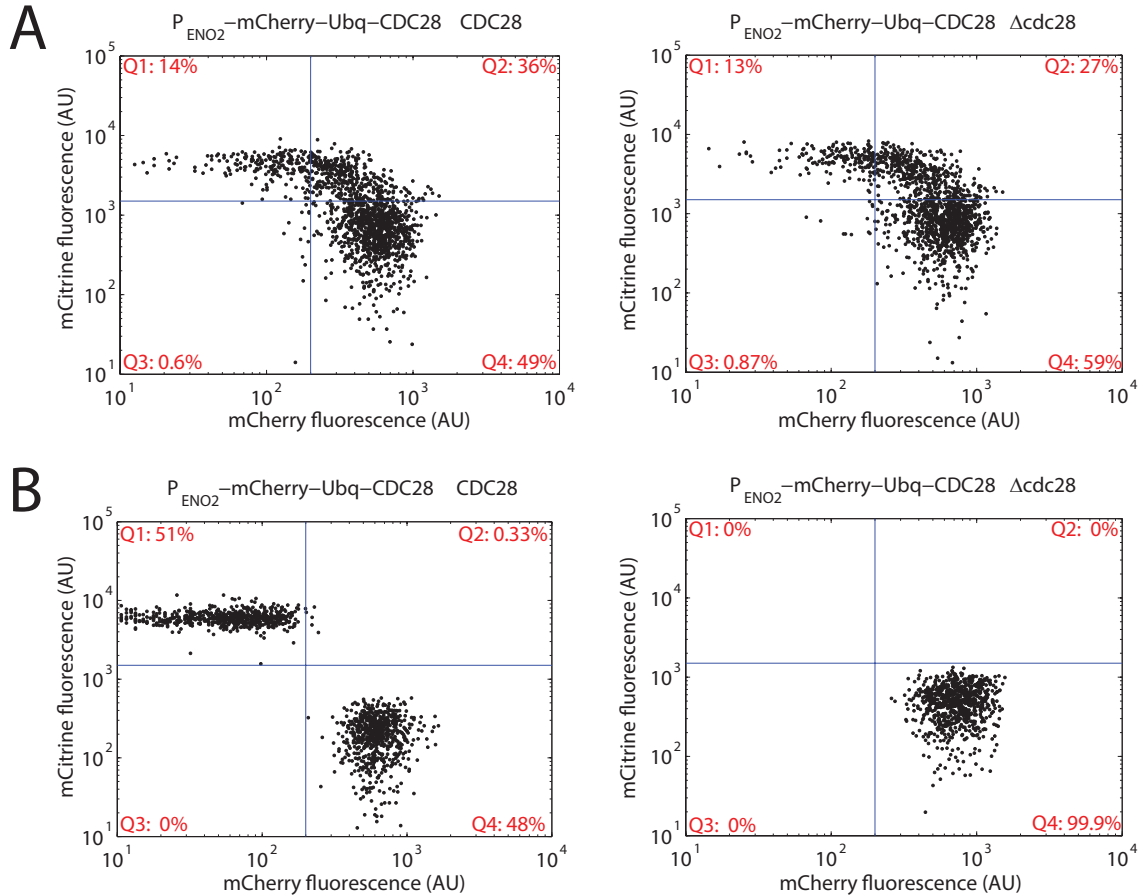 A
P_ENO2−mCherry−Ubq−CDC28 CDC28
Q1: 14%
Q2: 36%
Q3: 0.6%
Q4: 49%
10^5
10^4
10^3
10^2
10^1
mCitrine fluorescence (AU)
10^1 10^2 10^3 10^4
mCherry fluorescence (AU)
P_ENO2−mCherry−Ubq−CDC28 Δcdc28
Q1: 13%
Q2: 27%
Q3: 0.87%
Q4: 59%
10^5
10^4
10^3
10^2
10^1
mCitrine fluorescence (AU)
10^1 10^2 10^3 10^4
mCherry fluorescence (AU)
B
P_ENO2−mCherry−Ubq−CDC28 CDC28
Q1: 51%
Q2: 0.33%
Q3: 0%
Q4: 48%
10^5
10^4
10^3
10^2
10^1
mCitrine fluorescence (AU)
10^1 10^2 10^3 10^4
mCherry fluorescence (AU)
P_ENO2−mCherry−Ubq−CDC28 Δcdc28
Q1: 0%
Q2: 0%
Q3: 0%
Q4: 99.9%
10^5
10^4
10^3
10^2
10^1
mCitrine fluorescence (AU)
10^1 10^2 10^3 10^4
mCherry fluorescence (AU)